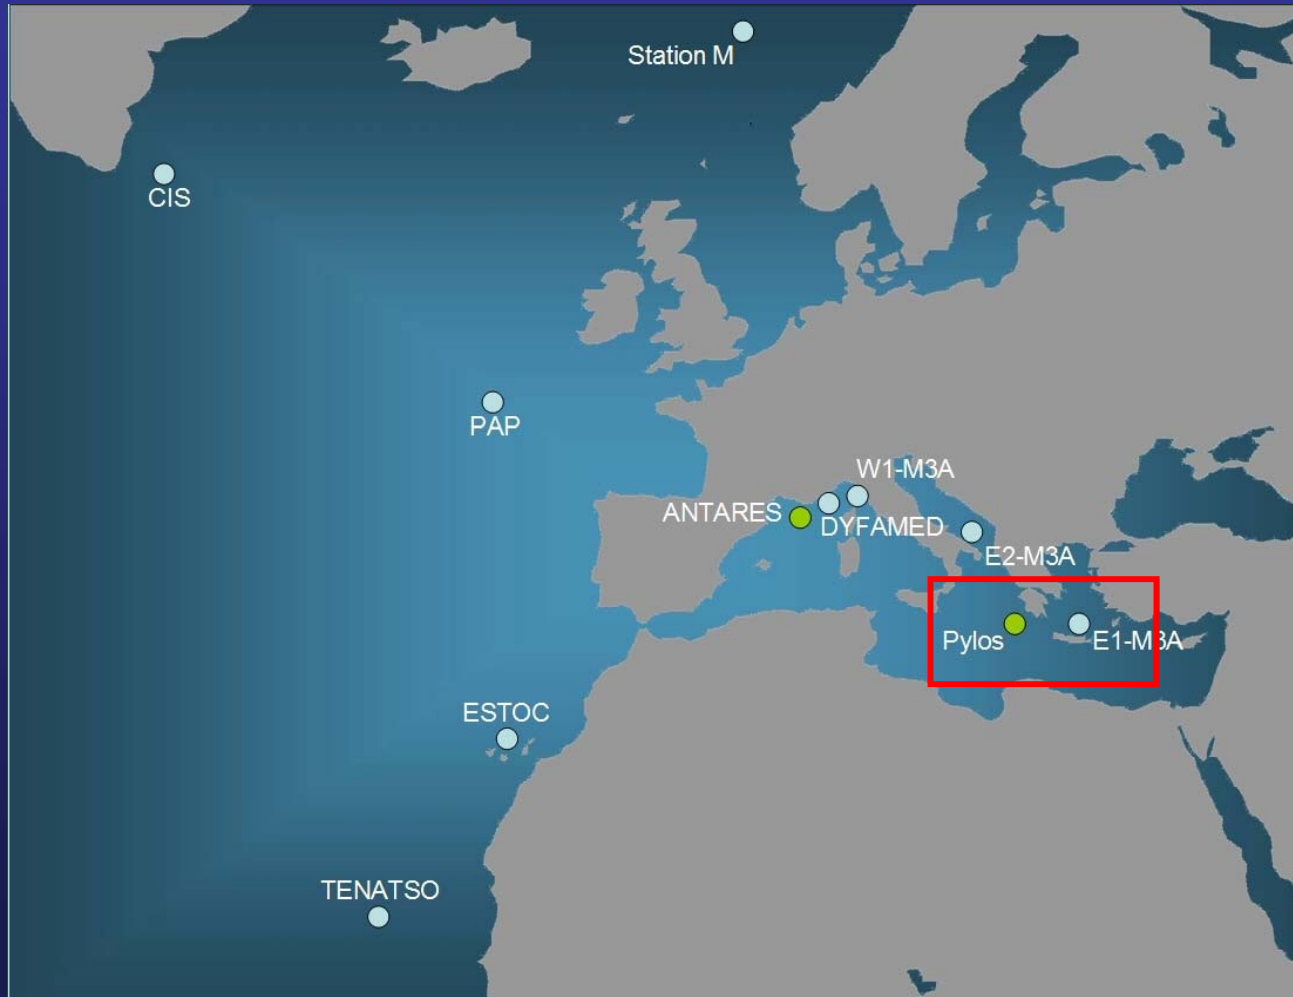 Station M
CIS
PAP
W1-M3A
ANTARES
DYFAMED
E2-M3A
Pylos
E1-M3A
ESTOC
TENATSO